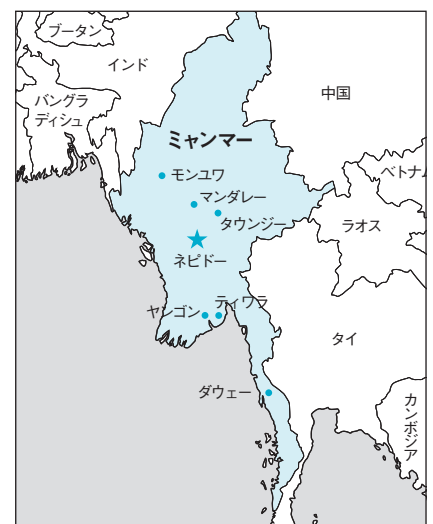 ブータン
インド
中国
バングラ
ディシュ
ミャンマー
ベトナム
モンユワ
マンダレー
タウンジー
ラオス
ネピドー
ヤンゴン
ティワラ
タイ
ダウェー
カンボジア